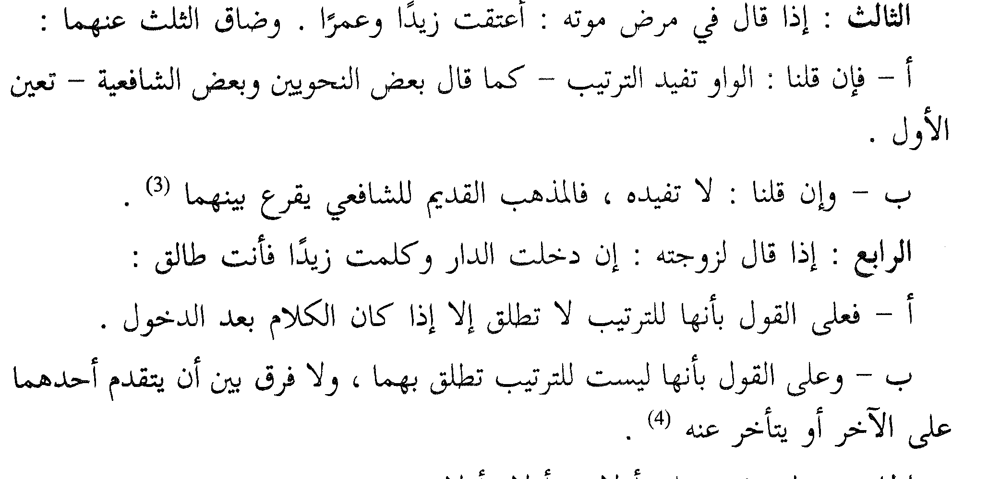 الثالث : إذا قال في مرض موته : أعتقت زيدًا وعمرًا . وضاق الثلث عنهما :
أ – فإن قلنا : الواو تفيد الترتيب – كما قال بعض النحويين وبعض الشافعية – تعين
الأول .
ب – وإن قلنا : لا تفيده ، فالمذهب القديم للشافعي يقرع بينهما (3) .
الرابع : إذا قال لزوجته : إن دخلت الدار وكلمت زيدًا فأنت طالق :
أ – فعلى القول بأنها للترتيب لا تطلق إلا إذا كان الكلام بعد الدخول .
ب – وعلى القول بأنها ليست للترتيب تطلق بهما ، ولا فرق بين أن يتقدم أحدهما
على الآخر أو يتأخر عنه (4) .